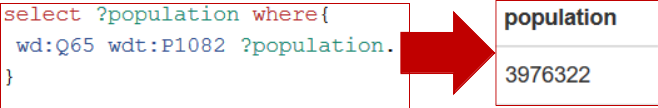 select ?population where{
 wd:Q65 wdt:P1082 ?population.
}
population
3976322